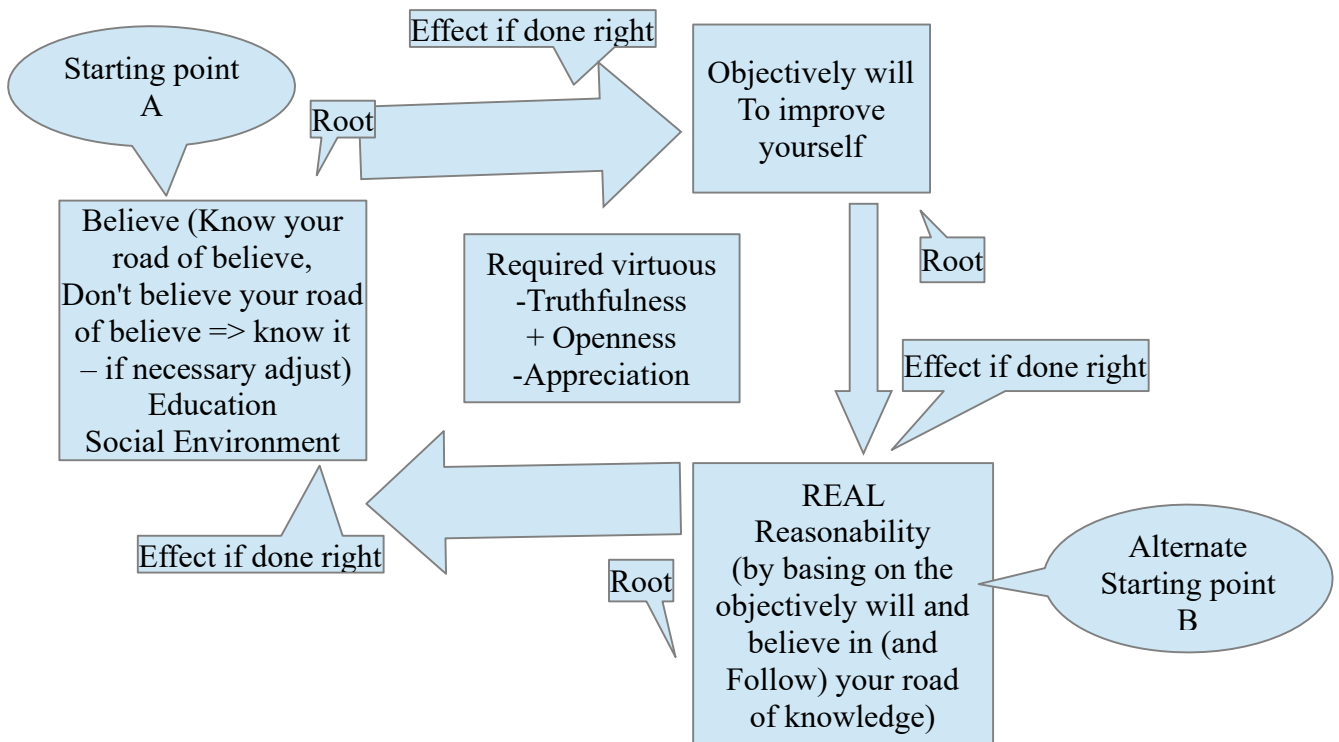 Effect if done right
Starting point
A
Root
Objectively will
To improve
yourself
Believe (Know your
road of believe,
Don't believe your road
of believe => know it
– if necessary adjust)
Education
Social Environment
Required virtuous
-Truthfulness
+ Openness
-Appreciation
Root
Effect if done right
Effect if done right
Root
REAL
Reasonability
(by basing on the
objectively will and
believe in (and
Follow) your road
of knowledge)
Alternate
Starting point
B